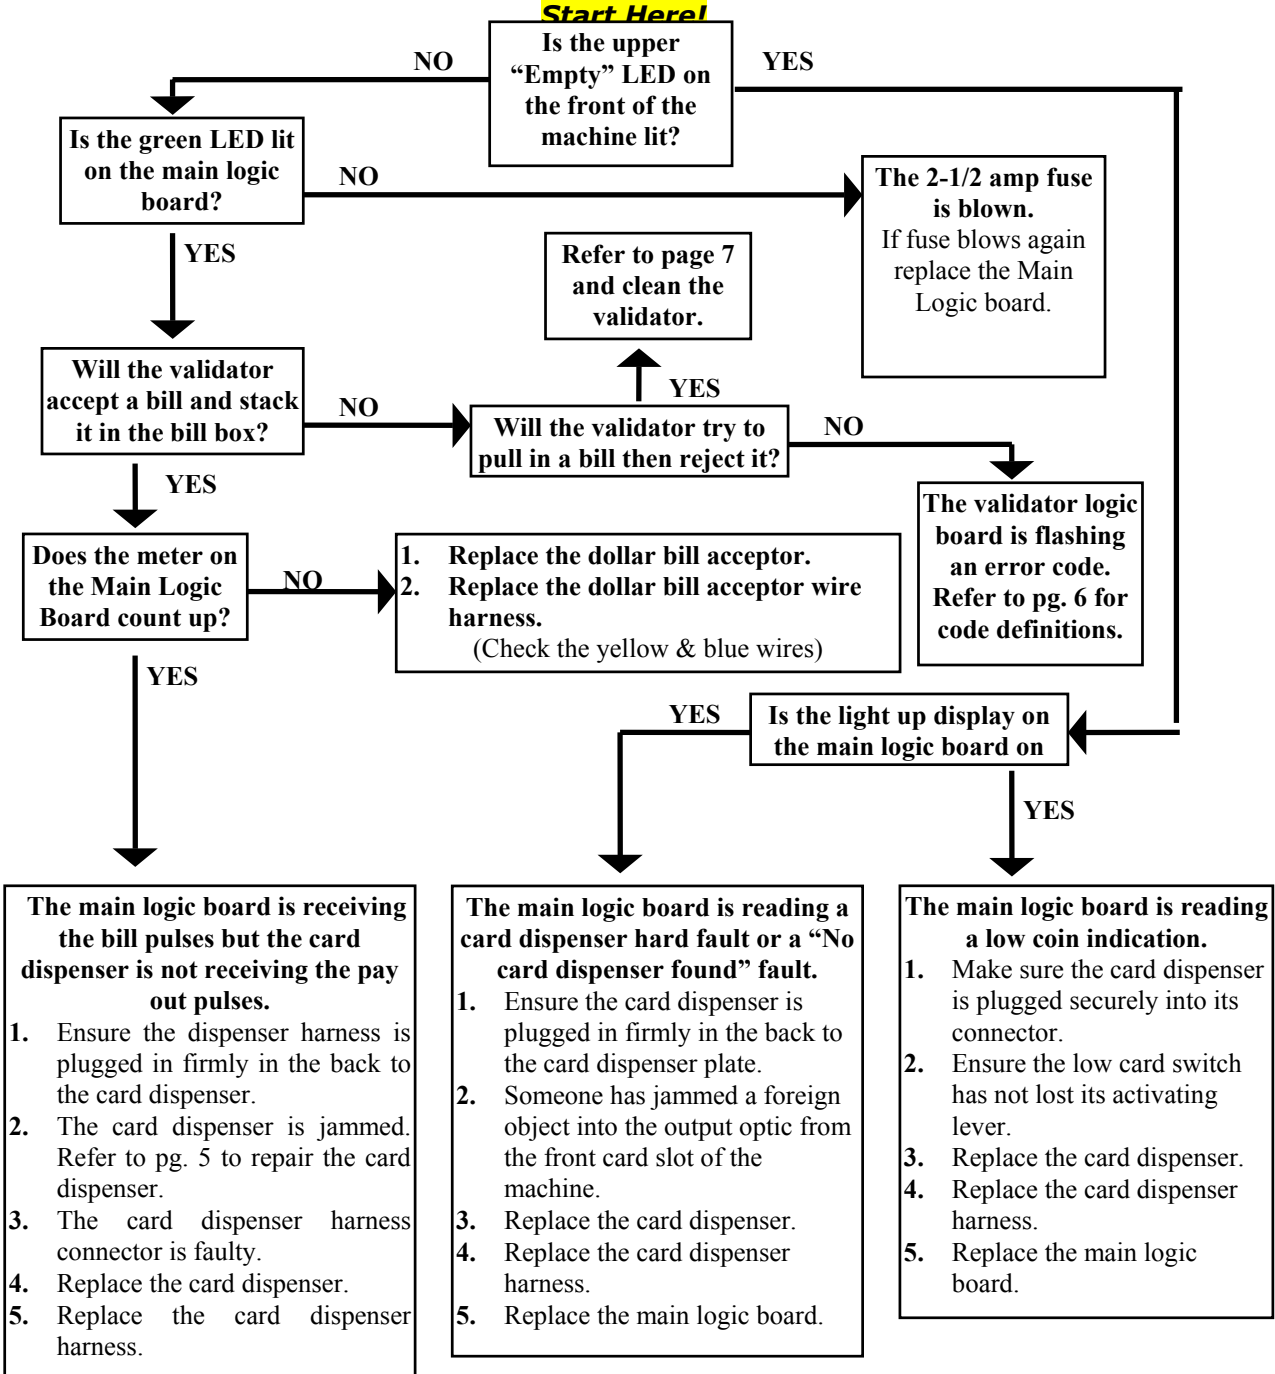 Start Here!
Is the upper
“Empty” LED on
the front of the
machine lit?
NO
YES
Is the green LED lit
on the main logic
board?
NO
The 2-1/2 amp fuse
is blown.
If fuse blows again
replace the Main
Logic board.
YES
Refer to page 7
and clean the
validator.
YES
Will the validator
accept a bill and stack
it in the bill box?
NO
Will the validator try to
pull in a bill then reject it?
NO
The validator logic
board is flashing
an error code.
Refer to pg. 6 for
code definitions.
YES
Does the meter on
the Main Logic
Board count up?
NO
1. Replace the dollar bill acceptor.
2. Replace the dollar bill acceptor wire
harness.
(Check the yellow & blue wires)
YES
YES
Is the light up display on
the main logic board on
YES
The main logic board is receiving
the bill pulses but the card
dispenser is not receiving the pay
out pulses.
1. Ensure the dispenser harness is
plugged in firmly in the back to
the card dispenser.
2. The card dispenser is jammed.
Refer to pg. 5 to repair the card
dispenser.
3. The card dispenser harness
connector is faulty.
4. Replace the card dispenser.
5. Replace the card dispenser
harness.
The main logic board is reading a
card dispenser hard fault or a “No
card dispenser found” fault.
1. Ensure the card dispenser is
plugged in firmly in the back to
the card dispenser plate.
2. Someone has jammed a foreign
object into the output optic from
the front card slot of the
machine.
3. Replace the card dispenser.
4. Replace the card dispenser
harness.
5. Replace the main logic board.
The main logic board is reading
a low coin indication.
1. Make sure the card dispenser
is plugged securely into its
connector.
2. Ensure the low card switch
has not lost its activating
lever.
3. Replace the card dispenser.
4. Replace the card dispenser
harness.
5. Replace the main logic
board.